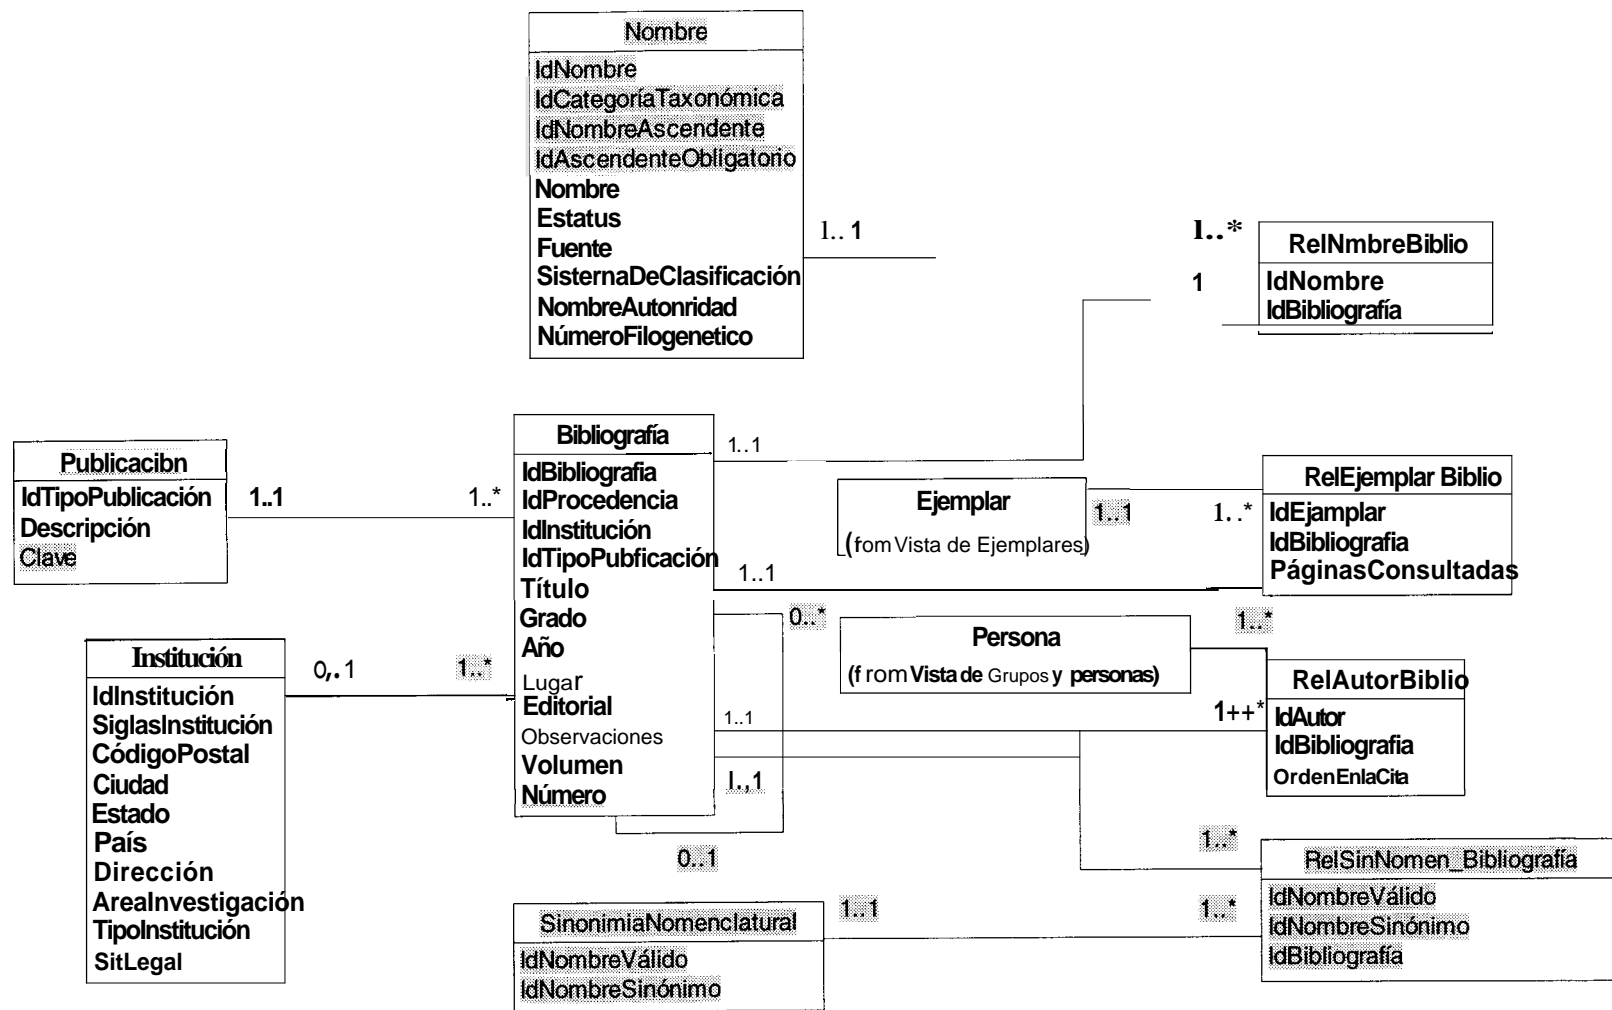 Nombre
IdNombre
IdCategoríaTaxonómica
IdNombreAscendente
IdAscendenteObligatorio
Nombre
Estatus
Fuente
SisternaDeClasificación
NombreAutonridad
NúmeroFilogenetico
1.. 1
1..*
1
RelNmbreBiblio
IdNombre
IdBibliografía
Publicacibn
IdTipoPublicación
Descripción
Clave
1..1
1..*
Bibliografía
IdBibliografia
IdProcedencia
IdInstitución
IdTipoPubficación
Título
Grado
Año
Lugar
Editorial
Observaciones
Volumen
Número
1..1
1..1
0..*
1..1
l.,1
0..1
Ejemplar
(fom Vista de Ejemplares)
1..1
1..*
RelEjemplar Biblio
IdEjamplar
IdBibliografia
PáginasConsultadas
Persona
(f rom Vista de Grupos y personas)
1..*
1++*
RelAutorBiblio
IdAutor
IdBibliografia
OrdenEnlaCita
Institución
IdInstitución
SiglasInstitución
CódigoPostal
Ciudad
Estado
País
Dirección
AreaInvestigación
TipoInstitución
SitLegal
0,.1
1..*
SinonimiaNomenclatural
IdNombreVálido
IdNombreSinónimo
1..1
1..*
1..*
RelSinNomen_Bibliografía
IdNombreVálido
IdNombreSinónimo
IdBibliografía